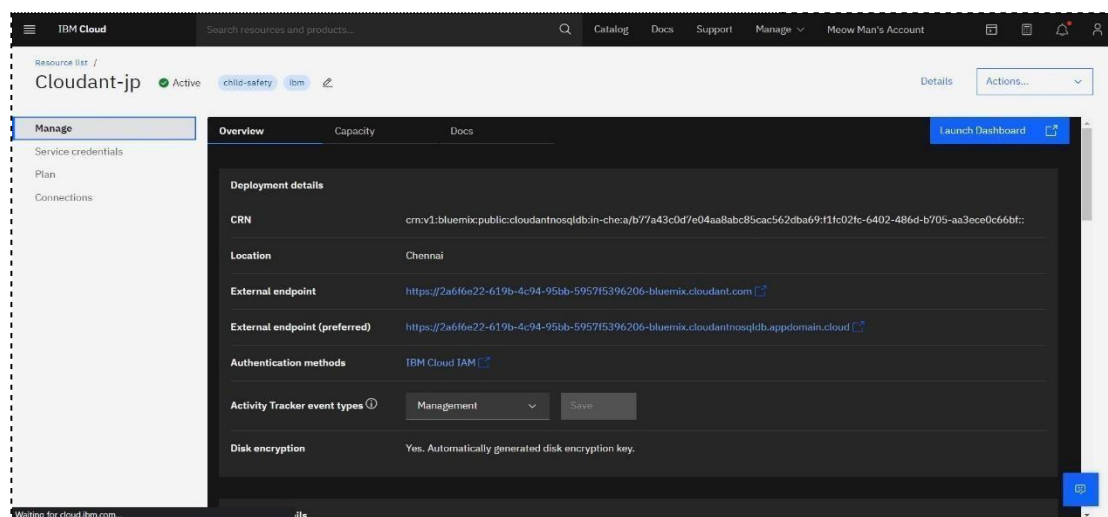 IBM Cloud Search resources and products... Catalog Docs Support Manage Meow Man's Account
Resource list /
Cloudant-jp Active child-safety ibm Details Actions...
Manage Overview Capacity Docs Launch Dashboard
Service credentials
Plan
Connections
Deployment details
CRN crn:v1:bluemix:public:cloudantnosqldb:in-che:a/b77a43c0d7e04aa8abc85cac562dba69:f1fc02fc-6402-486d-b705-aa3ece0c66bf::
Location Chennai
External endpoint https://2a6f6e22-619b-4c94-95bb-5957f5396206-bluemix.cloudant.com
External endpoint (preferred) https://2a6f6e22-619b-4c94-95bb-5957f5396206-bluemix.cloudantnosqldb.appdomain.cloud
Authentication methods IBM Cloud IAM
Activity Tracker event types Management Save
Disk encryption Yes. Automatically generated disk encryption key.
Waiting for cloud.ibm.com...